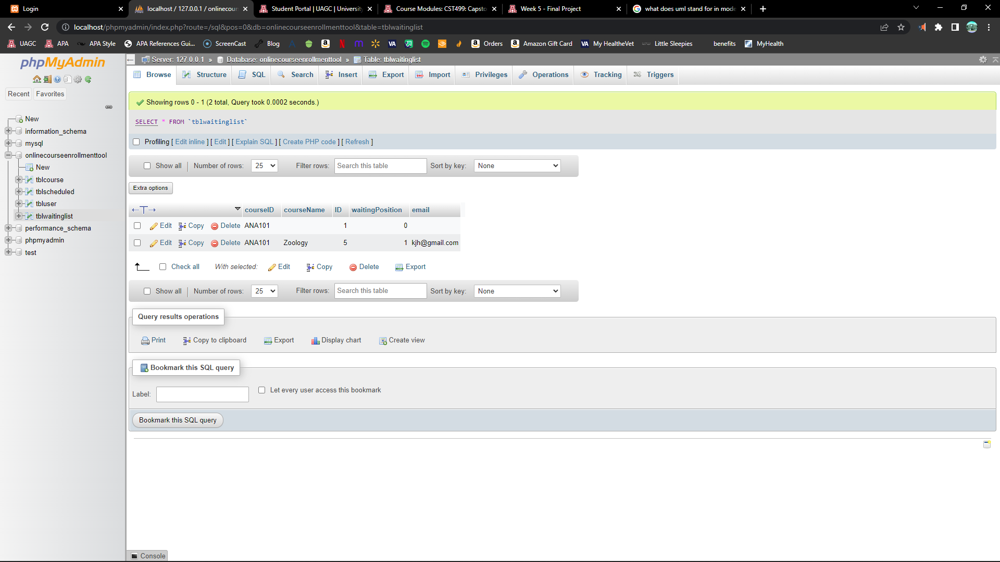 Login
localhost / 127.0.0.1 / onlinecours
Student Portal | UAGC | University
Course Modules: CST499: Capsto
Week 5 - Final Project
what does uml stand for in mode
localhost/phpmyadmin/index.php?route=/sql&pos=0&db=onlinecourseenrollmenttool&table=tblwaitinglist
UAGC APA APA Style APA References Gui... ScreenCast Blog Orders Amazon Gift Card VA My HealtheVet Little Sleepies benefits MyHealth
phpMyAdmin
Recent Favorites
New
information_schema
mysql
onlinecourseenrollmenttool
New
tblcourse
tblscheduled
tbluser
tblwaitinglist
performance_schema
phpmyadmin
test
Server: 127.0.0.1 » Database: onlinecourseenrollmenttool » Table: tblwaitinglist
Browse Structure SQL Search Insert Export Import Privileges Operations Tracking Triggers
Showing rows 0 - 1 (2 total, Query took 0.0002 seconds.)
SELECT * FROM `tblwaitinglist`
Profiling [ Edit inline ] [ Edit ] [ Explain SQL ] [ Create PHP code ] [ Refresh ]
Show all | Number of rows: 25 Filter rows: Search this table Sort by key: None
Extra options
←T→ courseID courseName ID waitingPosition email
Edit Copy Delete ANA101 1 0
Edit Copy Delete ANA101 Zoology 5 1 kjh@gmail.com
Check all With selected: Edit Copy Delete Export
Show all | Number of rows: 25 Filter rows: Search this table Sort by key: None
Query results operations
Print Copy to clipboard Export Display chart Create view
Bookmark this SQL query
Label: Let every user access this bookmark
Bookmark this SQL query
Console